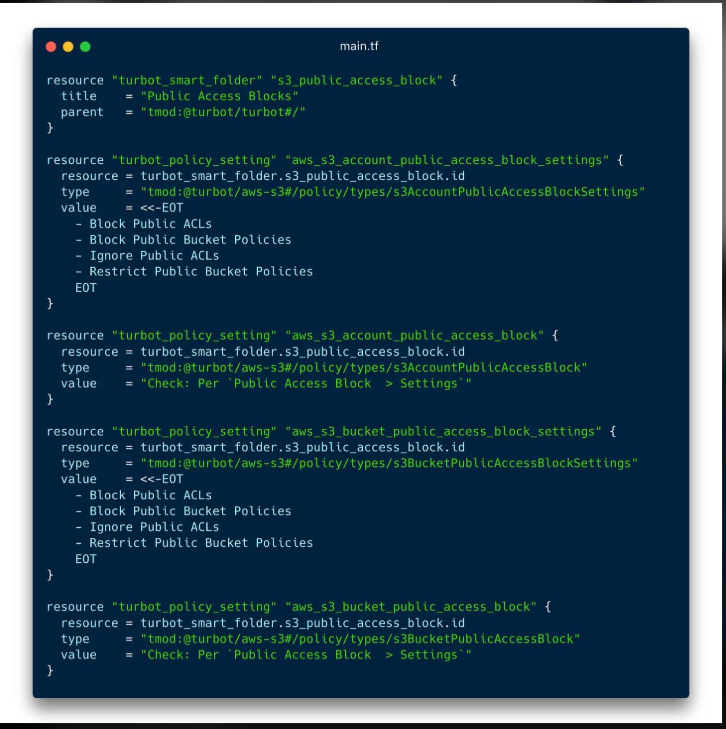 main.tf
resource "turbot_smart_folder" "s3_public_access_block" {
  title    = "Public Access Blocks"
  parent   = "tmod:@turbot/turbot#/"
}
resource "turbot_policy_setting" "aws_s3_account_public_access_block_settings" {
  resource = turbot_smart_folder.s3_public_access_block.id
  type     = "tmod:@turbot/aws-s3#/policy/types/s3AccountPublicAccessBlockSettings"
  value    = <<-EOT
    - Block Public ACLs
    - Block Public Bucket Policies
    - Ignore Public ACLs
    - Restrict Public Bucket Policies
    EOT
}
resource "turbot_policy_setting" "aws_s3_account_public_access_block" {
  resource = turbot_smart_folder.s3_public_access_block.id
  type     = "tmod:@turbot/aws-s3#/policy/types/s3AccountPublicAccessBlock"
  value    = "Check: Per `Public Access Block  > Settings`"
}
resource "turbot_policy_setting" "aws_s3_bucket_public_access_block_settings" {
  resource = turbot_smart_folder.s3_public_access_block.id
  type     = "tmod:@turbot/aws-s3#/policy/types/s3BucketPublicAccessBlockSettings"
  value    = <<-EOT
    - Block Public ACLs
    - Block Public Bucket Policies
    - Ignore Public ACLs
    - Restrict Public Bucket Policies
    EOT
}
resource "turbot_policy_setting" "aws_s3_bucket_public_access_block" {
  resource = turbot_smart_folder.s3_public_access_block.id
  type     = "tmod:@turbot/aws-s3#/policy/types/s3BucketPublicAccessBlock"
  value    = "Check: Per `Public Access Block  > Settings`"
}